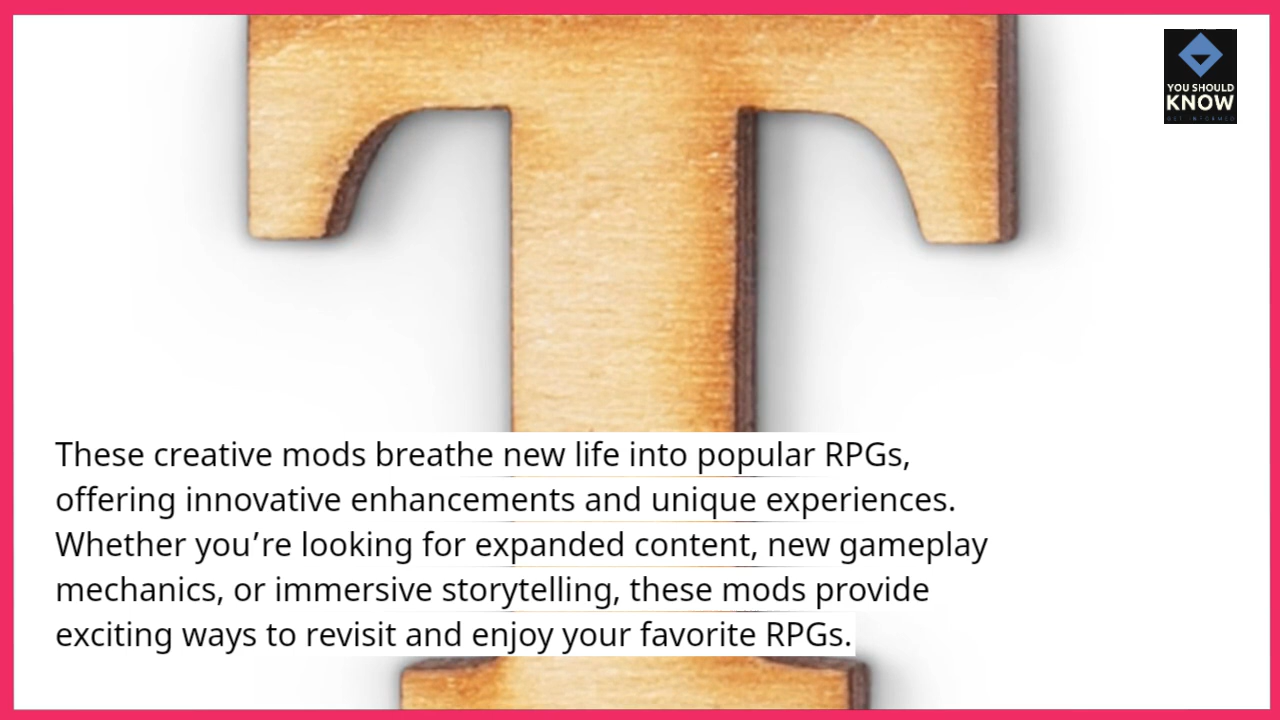 YOU SHOULD
KNOW
GET INFORMED
These creative mods breathe new life into popular RPGs,
offering innovative enhancements and unique experiences.
Whether you’re looking for expanded content, new gameplay
mechanics, or immersive storytelling, these mods provide
exciting ways to revisit and enjoy your favorite RPGs.